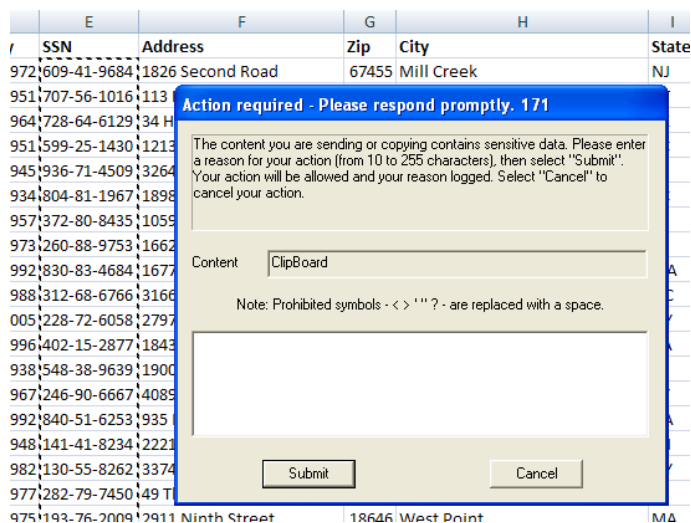 E F G H I
SSN Address Zip City State
972 609-41-9684 1826 Second Road 67455 Mill Creek NJ
951 707-56-1016 113
964 728-64-6129 34 H
951 599-25-1430 1213
945 936-71-4509 3264
934 804-81-1967 1898
957 372-80-8435 1059
973 260-88-9753 1662
992 830-83-4684 1677
988 312-68-6766 3166
005 228-72-6058 2797
996 402-15-2877 1843
938 548-38-9639 1900
967 246-90-6667 4089
992 840-51-6253 935
948 141-41-8234 2221
982 130-55-8262 3374
977 282-79-7450 49 T
975 193-76-2009 2911 Ninth Street 18646 West Point MA
Action required - Please respond promptly. 171
The content you are sending or copying contains sensitive data. Please enter
a reason for your action (from 10 to 255 characters), then select "Submit".
Your action will be allowed and your reason logged. Select "Cancel" to
cancel your action.
Content ClipBoard
Note: Prohibited symbols - < > ' " ? - are replaced with a space.
Submit Cancel